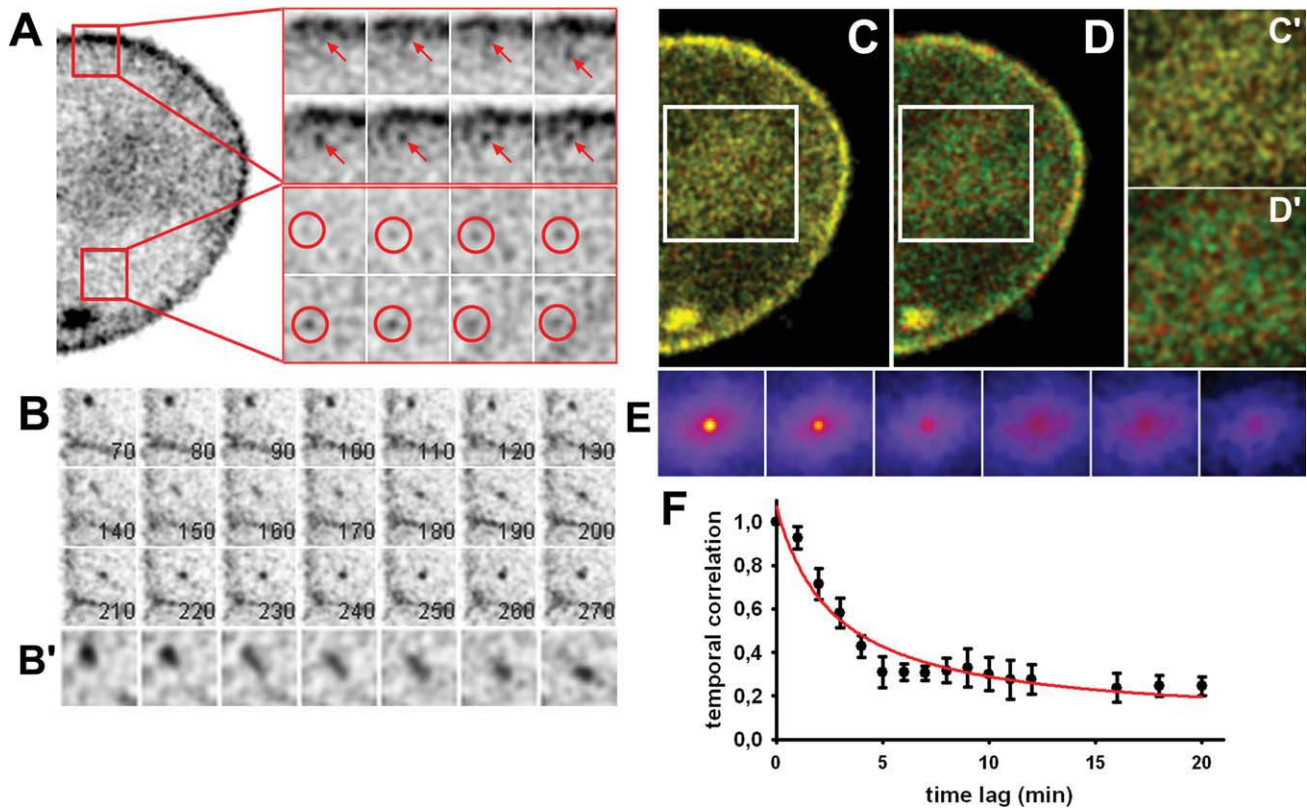 A
C
D
C'
D'
B
70 80 90 100 110 120 130
140 150 160 170 180 190 200
210 220 230 240 250 260 270
B'
E
F
temporal correlation
1,0
0,8
0,6
0,4
0,2
0,0
0 5 10 15 20
time lag (min)